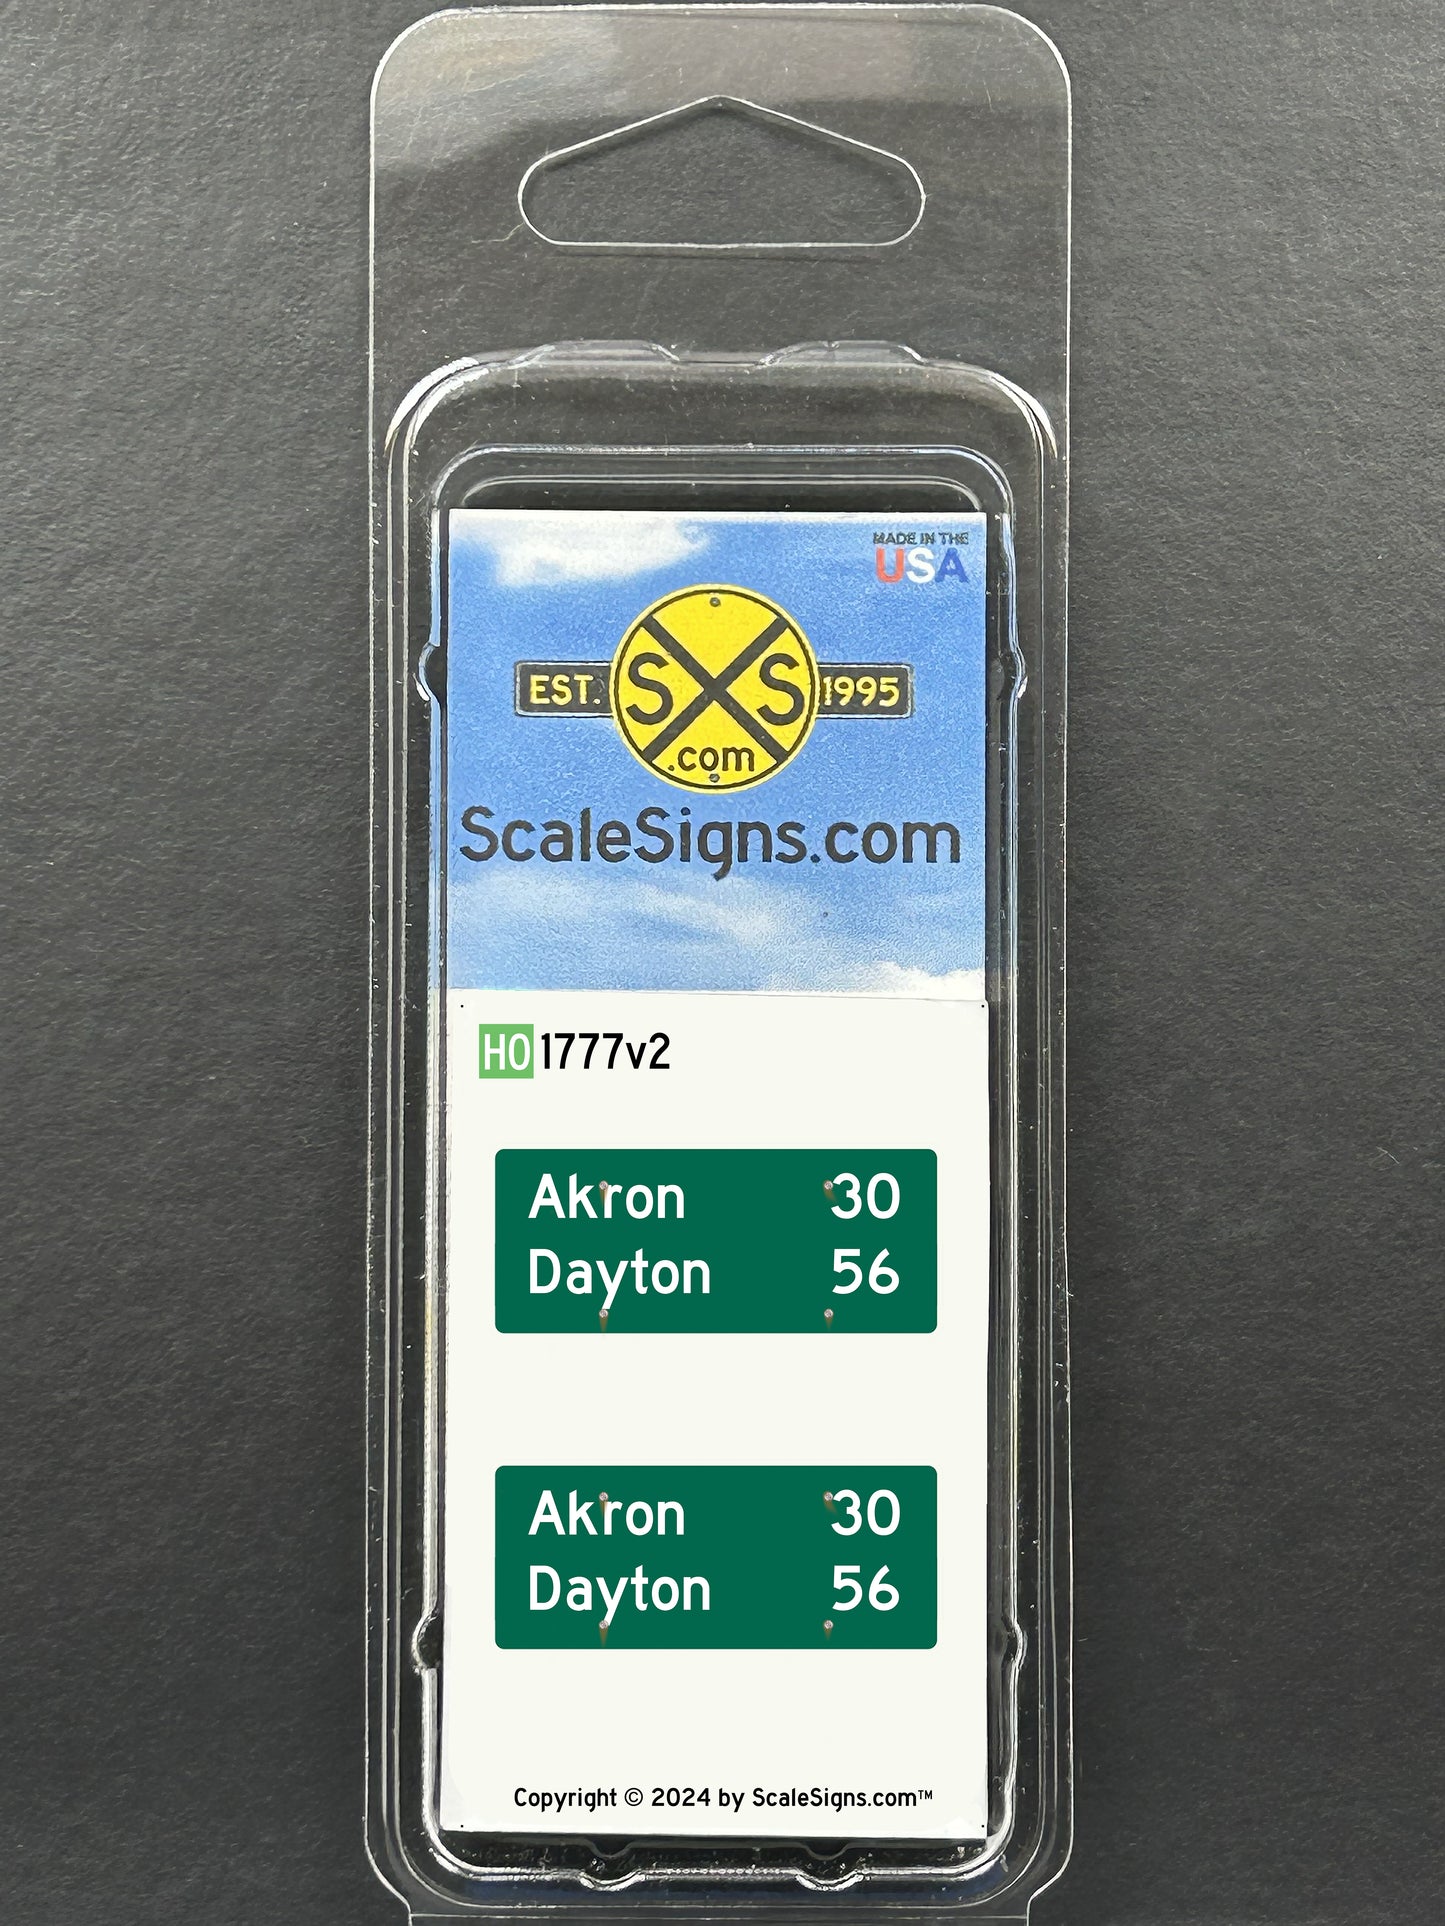 MADE IN THE
USA
EST. S S 1995
.com
ScaleSigns.com
HO 1777v2
Akron 30
Dayton 56
Akron 30
Dayton 56
Copyright © 2024 by ScaleSigns.com™